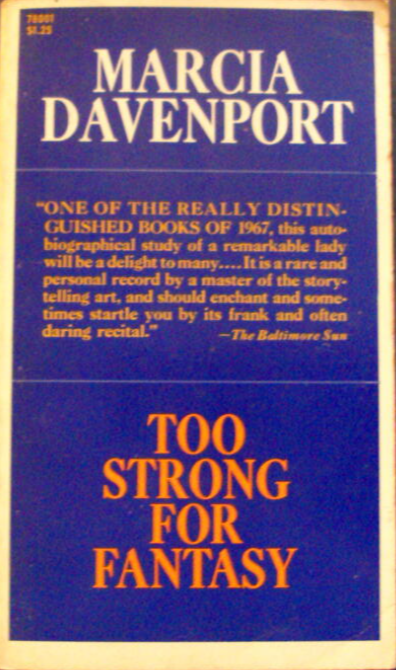 78001
$1.25
MARCIA
DAVENPORT
"ONE OF THE REALLY DISTIN-
GUISHED BOOKS OF 1967, this auto-
biographical study of a remarkable lady
will be a delight to many....It is a rare and
personal record by a master of the story-
telling art, and should enchant and some-
times startle you by its frank and often
daring recital."
—The Baltimore Sun
TOO
STRONG
FOR
FANTASY